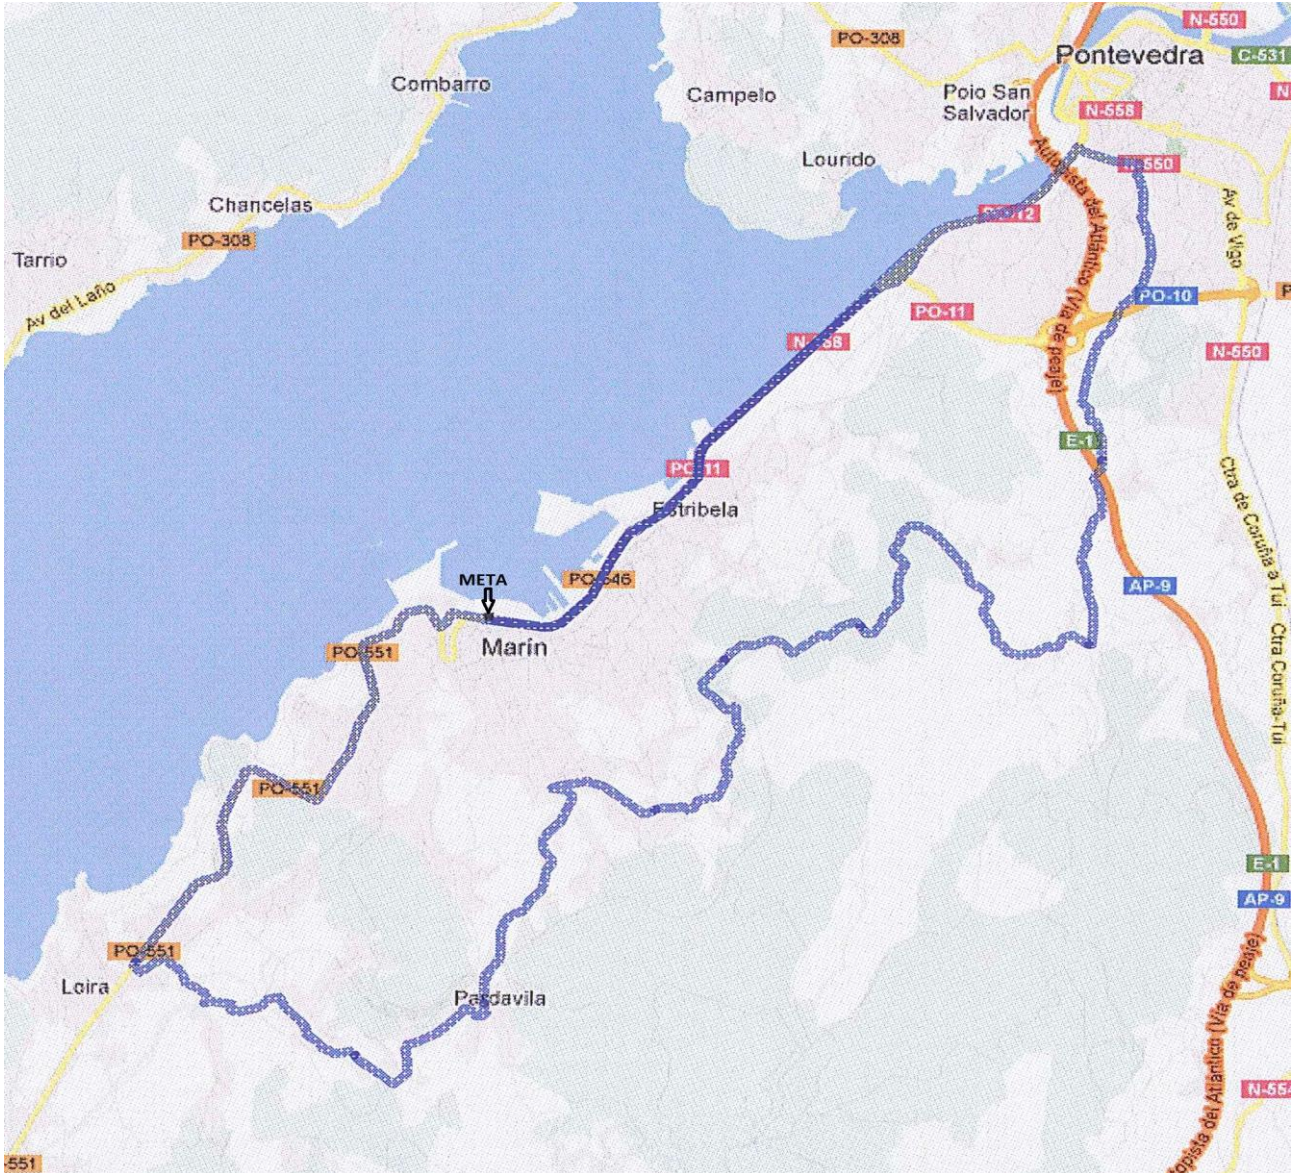 N-550
PO-308
Pontevedra
C-531
Combarro
Campelo
Poio San
Salvador
N-558
Lourido
N-550
Autopista del Atlántico (Vía de peaje)
Chancelas
PO-308
Av de Vigo
Tarrio
Av del Laño
PO-10
PO-11
N-550
E-1
PO-11
Estribela
Ctra de Coruña a Tui
Ctra Coruña-Tui
META
PO-546
AP-9
Marín
PO-551
PO-551
E-1
AP-9
PO-551
Loira
Pardavila
Autopista del Atlántico (Vía de peaje)
N-554
-551